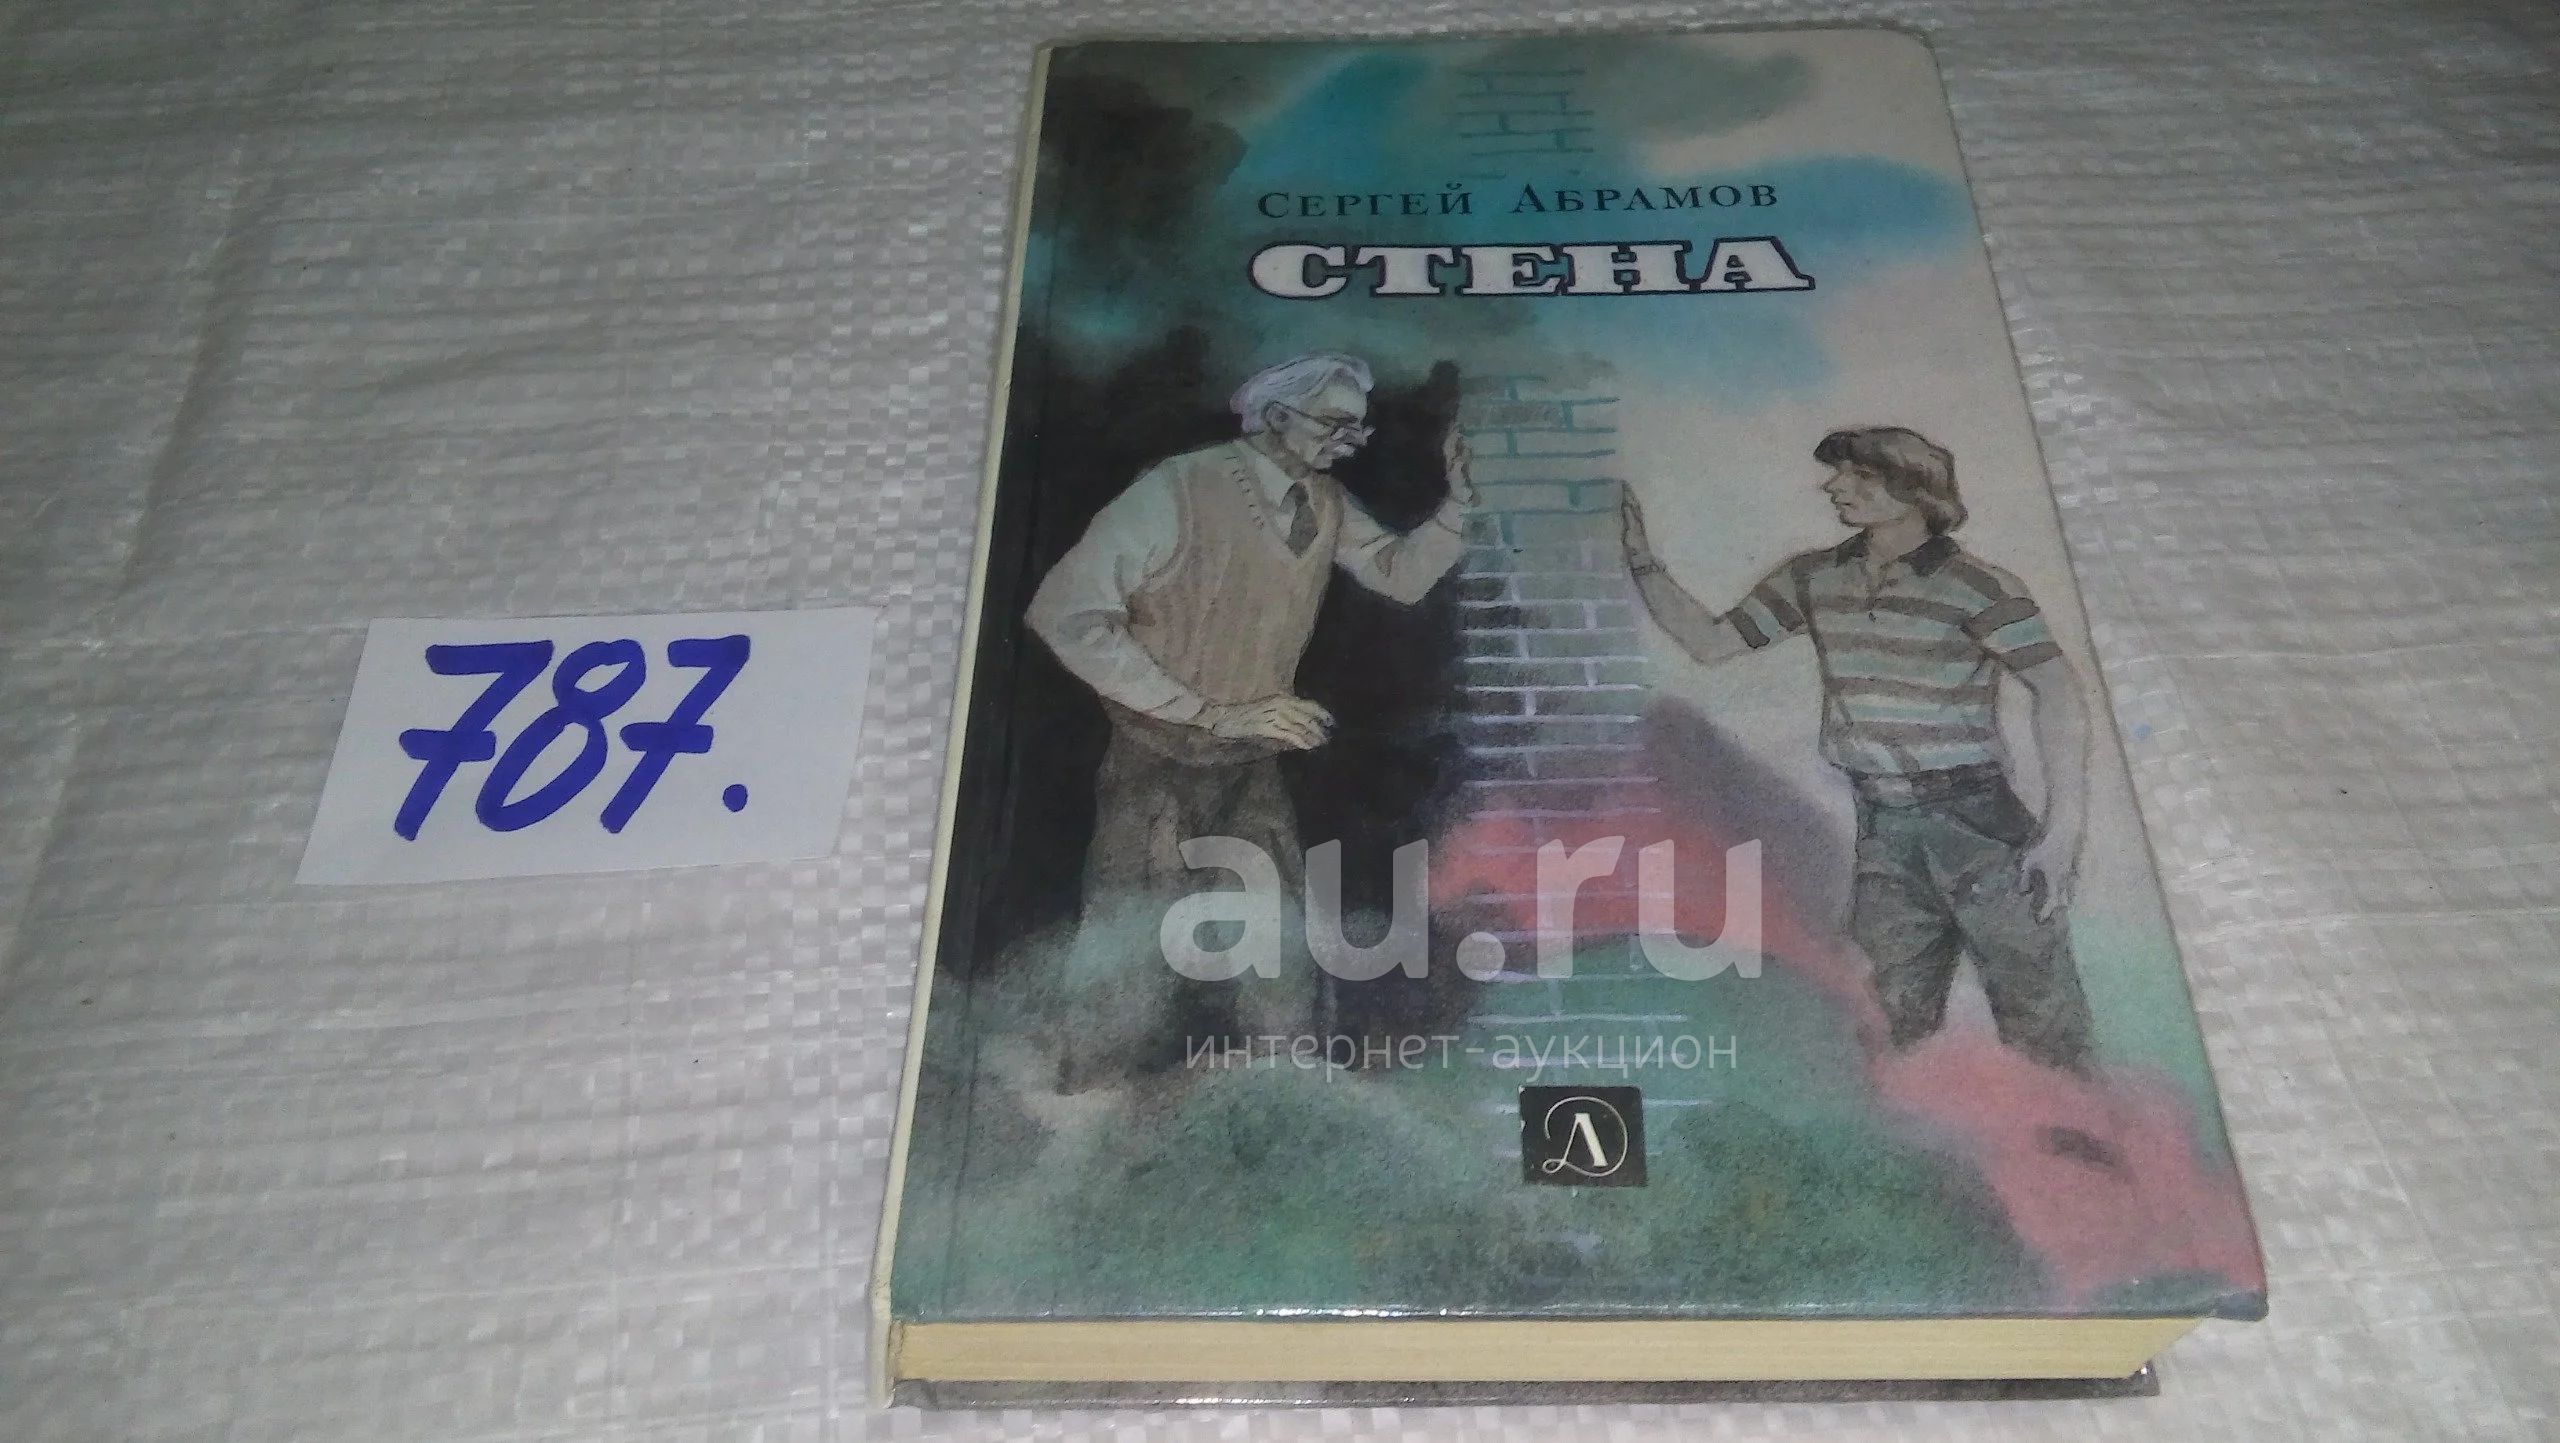 Сергей Абрамов
СТЕНА
787.
au.ru
интернет-аукцион
Д